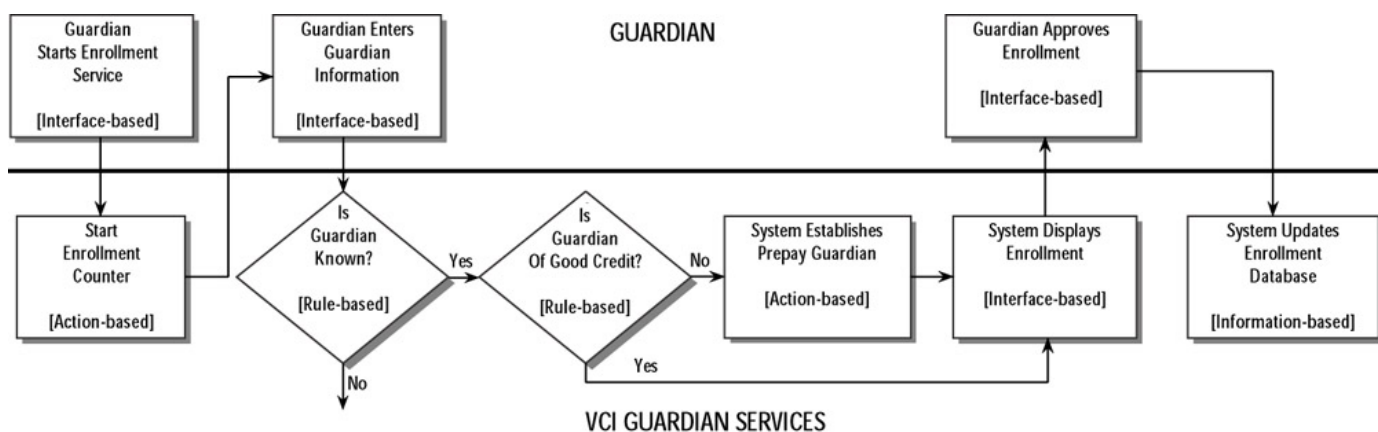 Guardian
Starts Enrollment
Service
[Interface-based]
Guardian Enters
Guardian
Information
[Interface-based]
GUARDIAN
Guardian Approves
Enrollment
[Interface-based]
Start
Enrollment
Counter
[Action-based]
Is
Guardian
Known?
[Rule-based]
Yes
No
Is
Guardian
Of Good Credit?
[Rule-based]
No
Yes
System Establishes
Prepay Guardian
[Action-based]
System Displays
Enrollment
[Interface-based]
System Updates
Enrollment
Database
[Information-based]
VCI GUARDIAN SERVICES